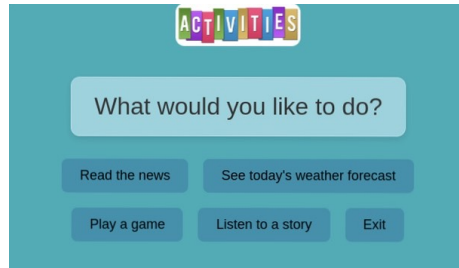 ACTIVITIES
What would you like to do?
Read the news See today's weather forecast
Play a game Listen to a story Exit